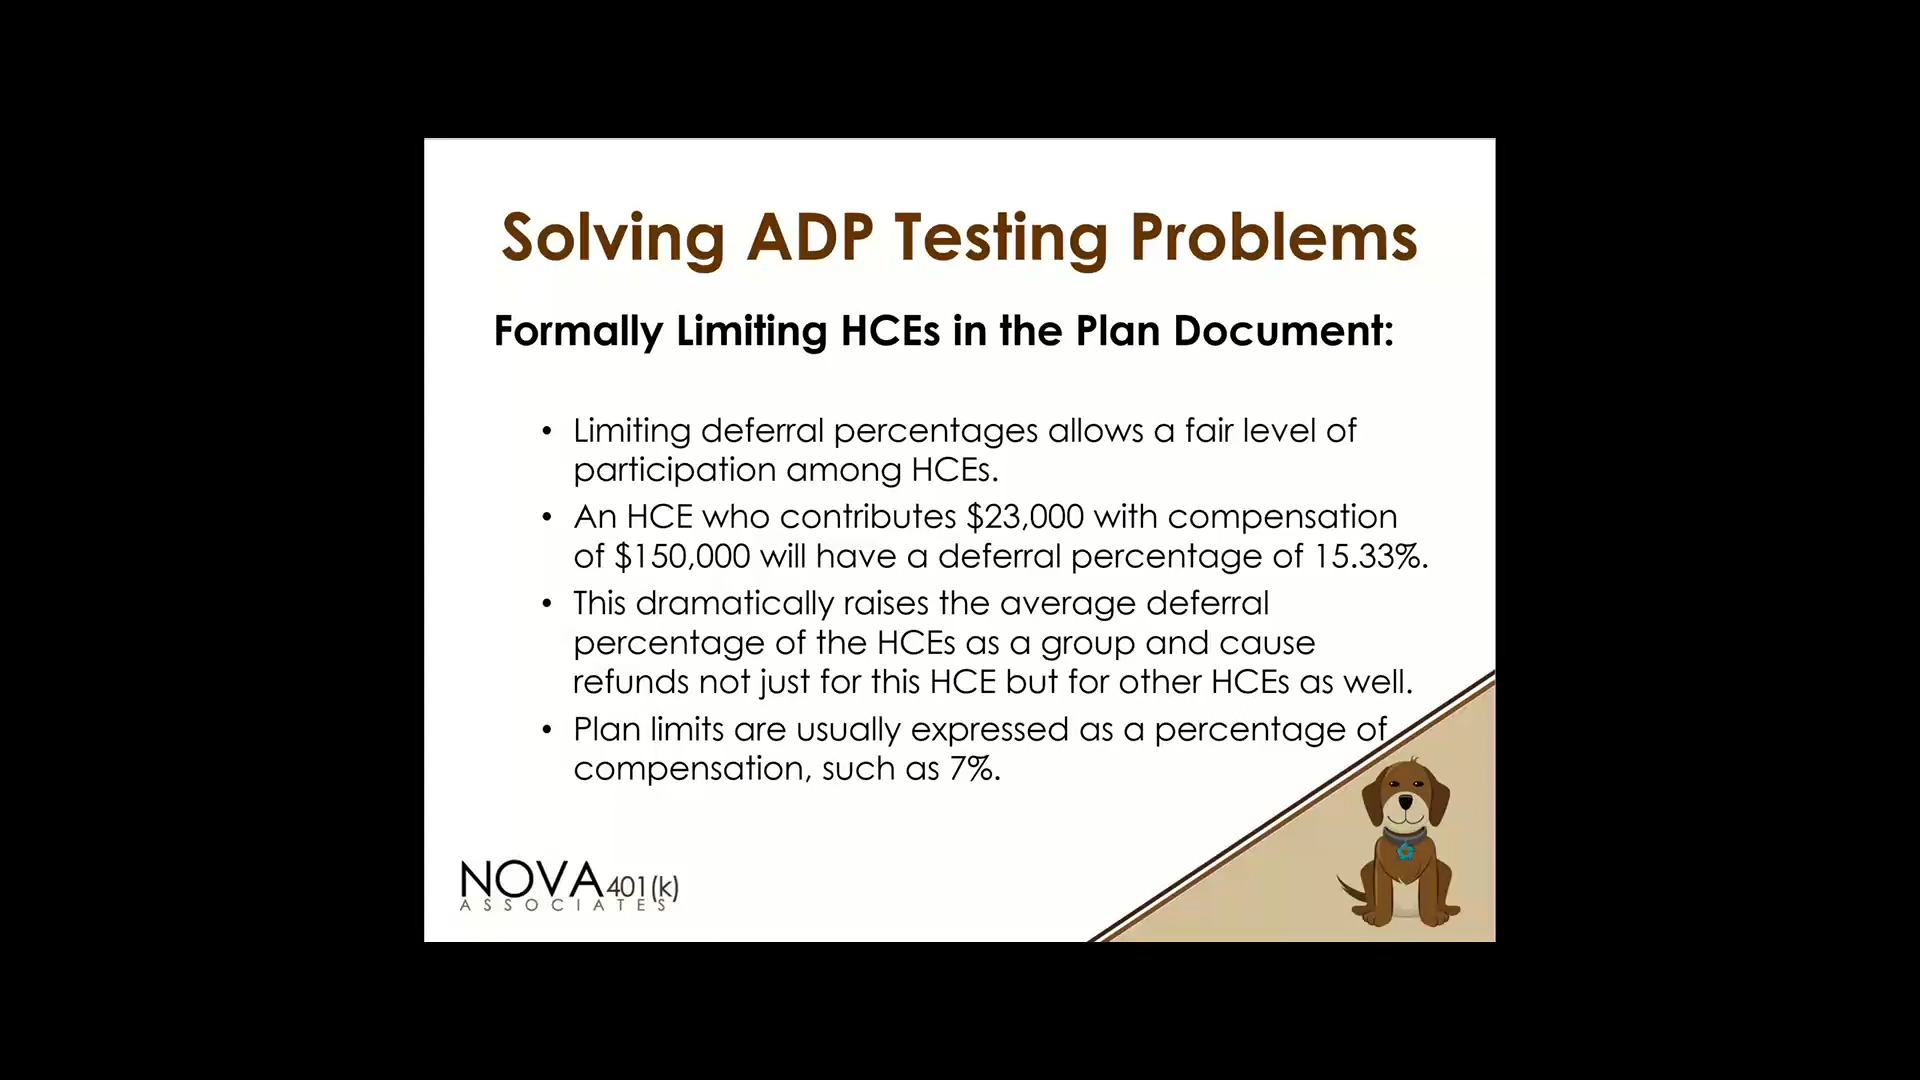 Solving ADP Testing Problems
Formally Limiting HCEs in the Plan Document:
• Limiting deferral percentages allows a fair level of
participation among HCEs.
• An HCE who contributes $23,000 with compensation
of $150,000 will have a deferral percentage of 15.33%.
• This dramatically raises the average deferral
percentage of the HCEs as a group and cause
refunds not just for this HCE but for other HCEs as well.
• Plan limits are usually expressed as a percentage of
compensation, such as 7%.
NOVA 401(k)
ASSOCIATES